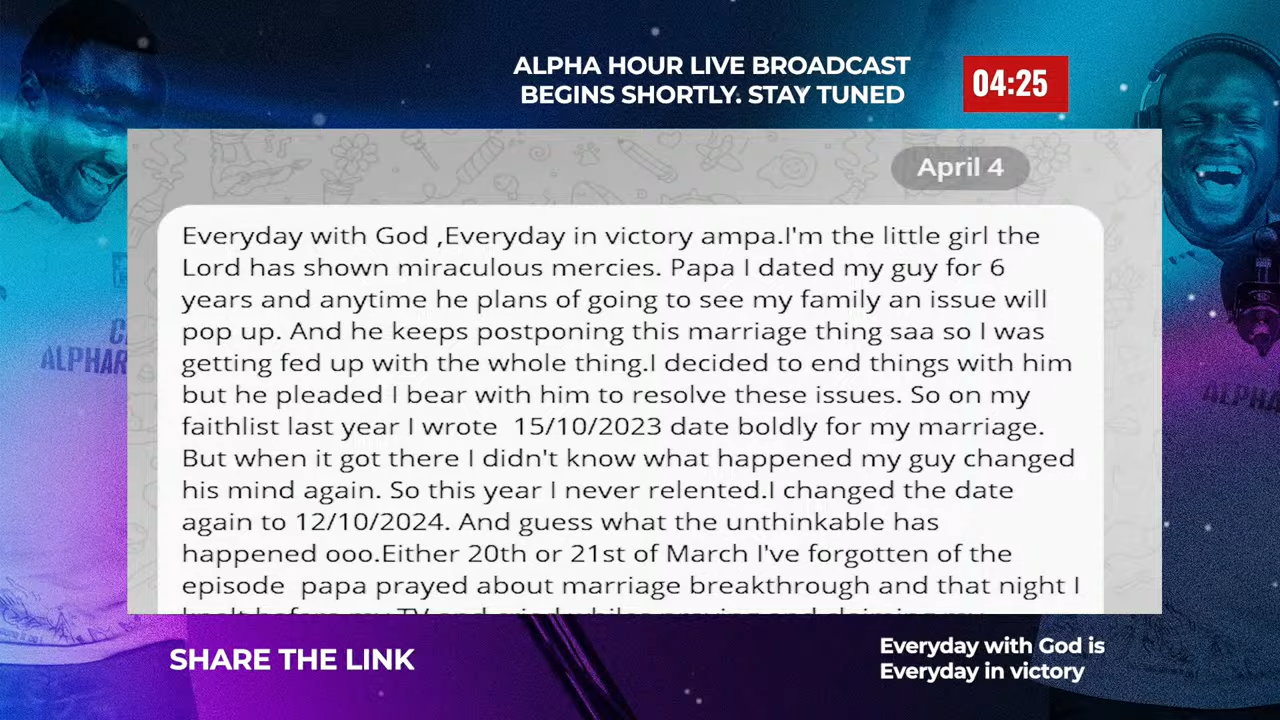 ALPHA HOUR LIVE BROADCAST
BEGINS SHORTLY. STAY TUNED
04:25
April 4
Everyday with God ,Everyday in victory ampa.I'm the little girl the
Lord has shown miraculous mercies. Papa I dated my guy for 6
years and anytime he plans of going to see my family an issue will
pop up. And he keeps postponing this marriage thing saa so I was
getting fed up with the whole thing.I decided to end things with him
but he pleaded I bear with him to resolve these issues. So on my
faithlist last year I wrote  15/10/2023 date boldly for my marriage.
But when it got there I didn't know what happened my guy changed
his mind again. So this year I never relented.I changed the date
again to 12/10/2024. And guess what the unthinkable has
happened ooo.Either 20th or 21st of March I've forgotten of the
episode  papa prayed about marriage breakthrough and that night I
ALPHAR
ALPHA
SHARE THE LINK
Everyday with God is
Everyday in victory